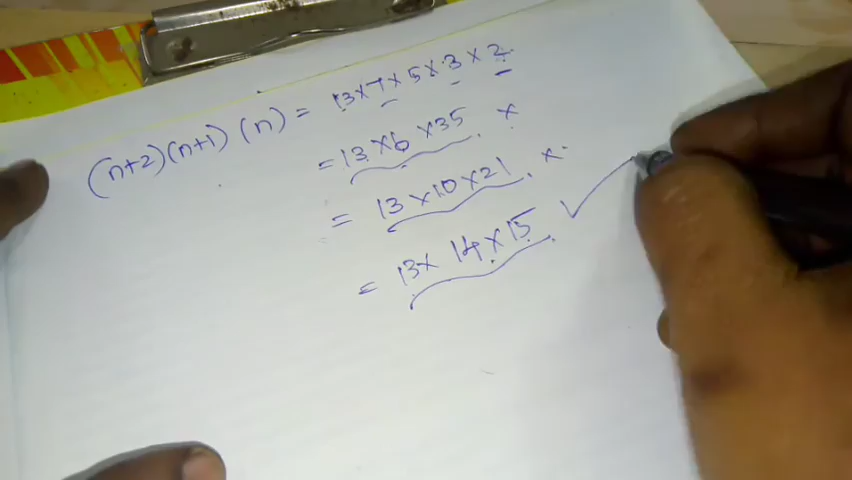 (n+2)(n+1)(n) = 13×7×5×3×2.
= 13×6×35. ×
= 13×10×21. ×.
= 13× 14×15 ✓